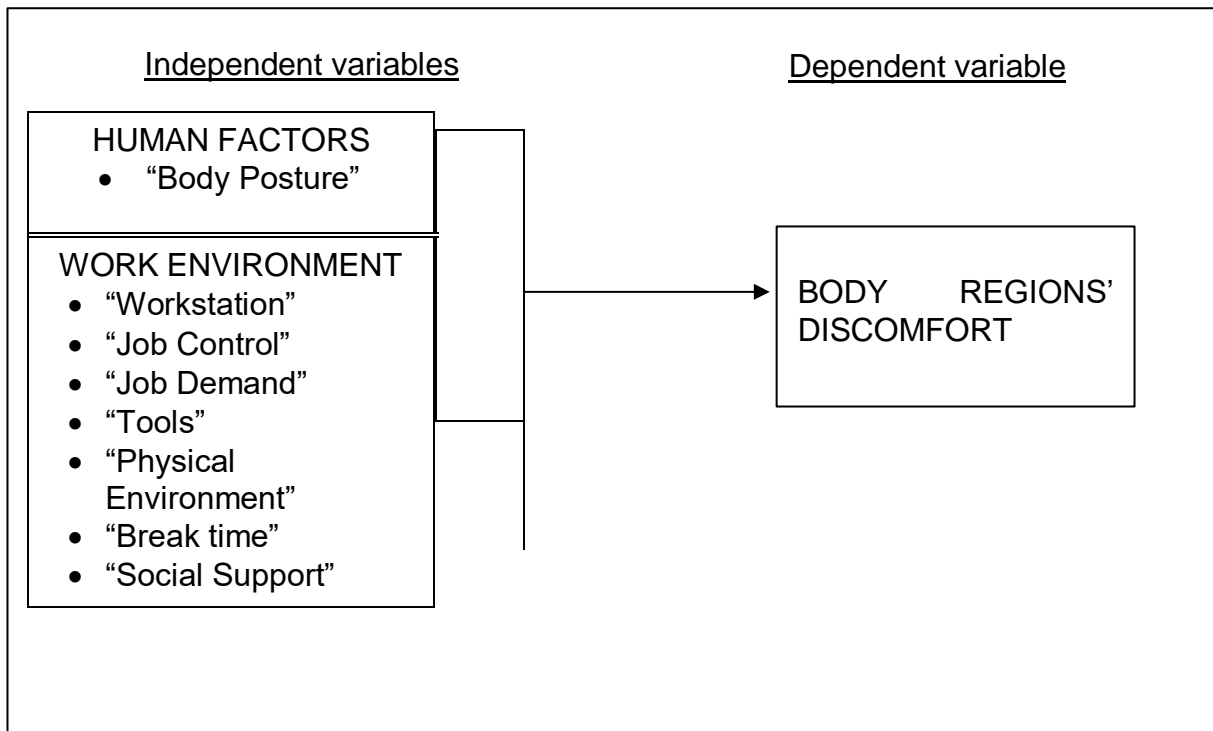 Independent variables
Dependent variable
HUMAN FACTORS
• “Body Posture”
WORK ENVIRONMENT
• “Workstation”
• “Job Control”
• “Job Demand”
• “Tools”
• “Physical
Environment”
• “Break time”
• “Social Support”
BODY REGIONS’
DISCOMFORT